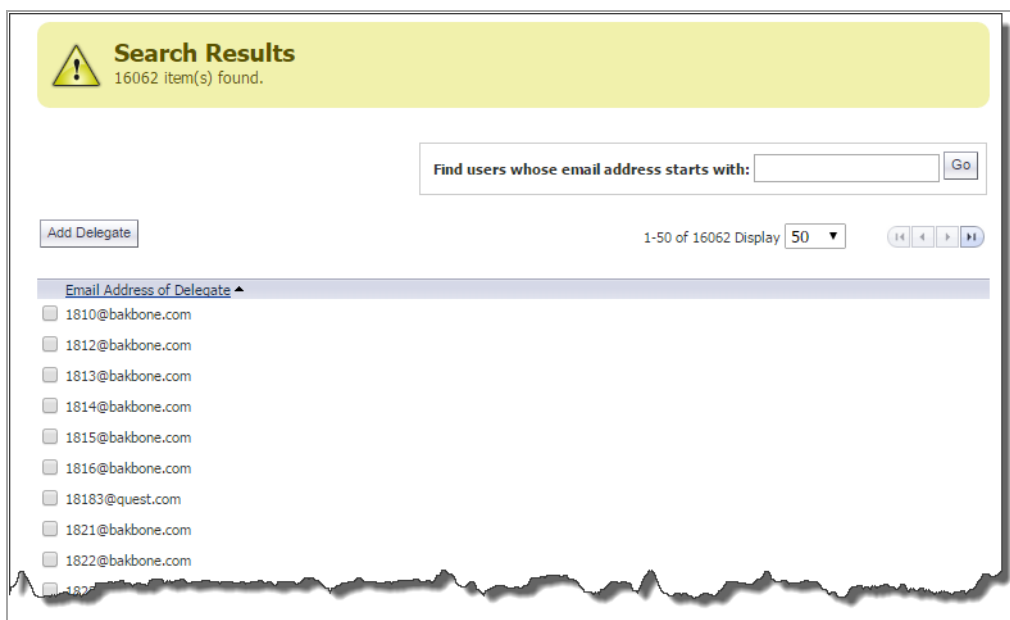 Search Results
16062 item(s) found.
Find users whose email address starts with: Go
Add Delegate
1-50 of 16062 Display 50
Email Address of Delegate
1810@bakbone.com
1812@bakbone.com
1813@bakbone.com
1814@bakbone.com
1815@bakbone.com
1816@bakbone.com
18183@quest.com
1821@bakbone.com
1822@bakbone.com